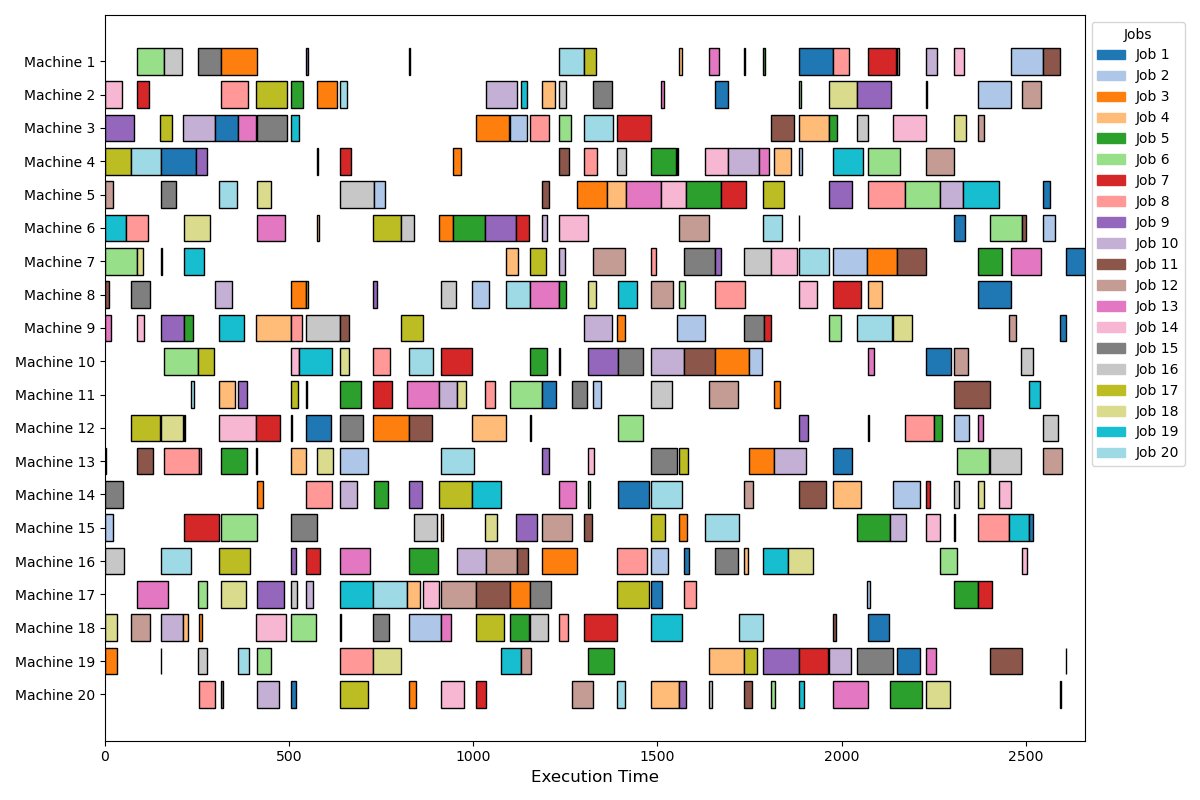 Machine 1
Machine 2
Machine 3
Machine 4
Machine 5
Machine 6
Machine 7
Machine 8
Machine 9
Machine 10
Machine 11
Machine 12
Machine 13
Machine 14
Machine 15
Machine 16
Machine 17
Machine 18
Machine 19
Machine 20
0 500 1000 1500 2000 2500
Execution Time
Jobs
Job 1
Job 2
Job 3
Job 4
Job 5
Job 6
Job 7
Job 8
Job 9
Job 10
Job 11
Job 12
Job 13
Job 14
Job 15
Job 16
Job 17
Job 18
Job 19
Job 20